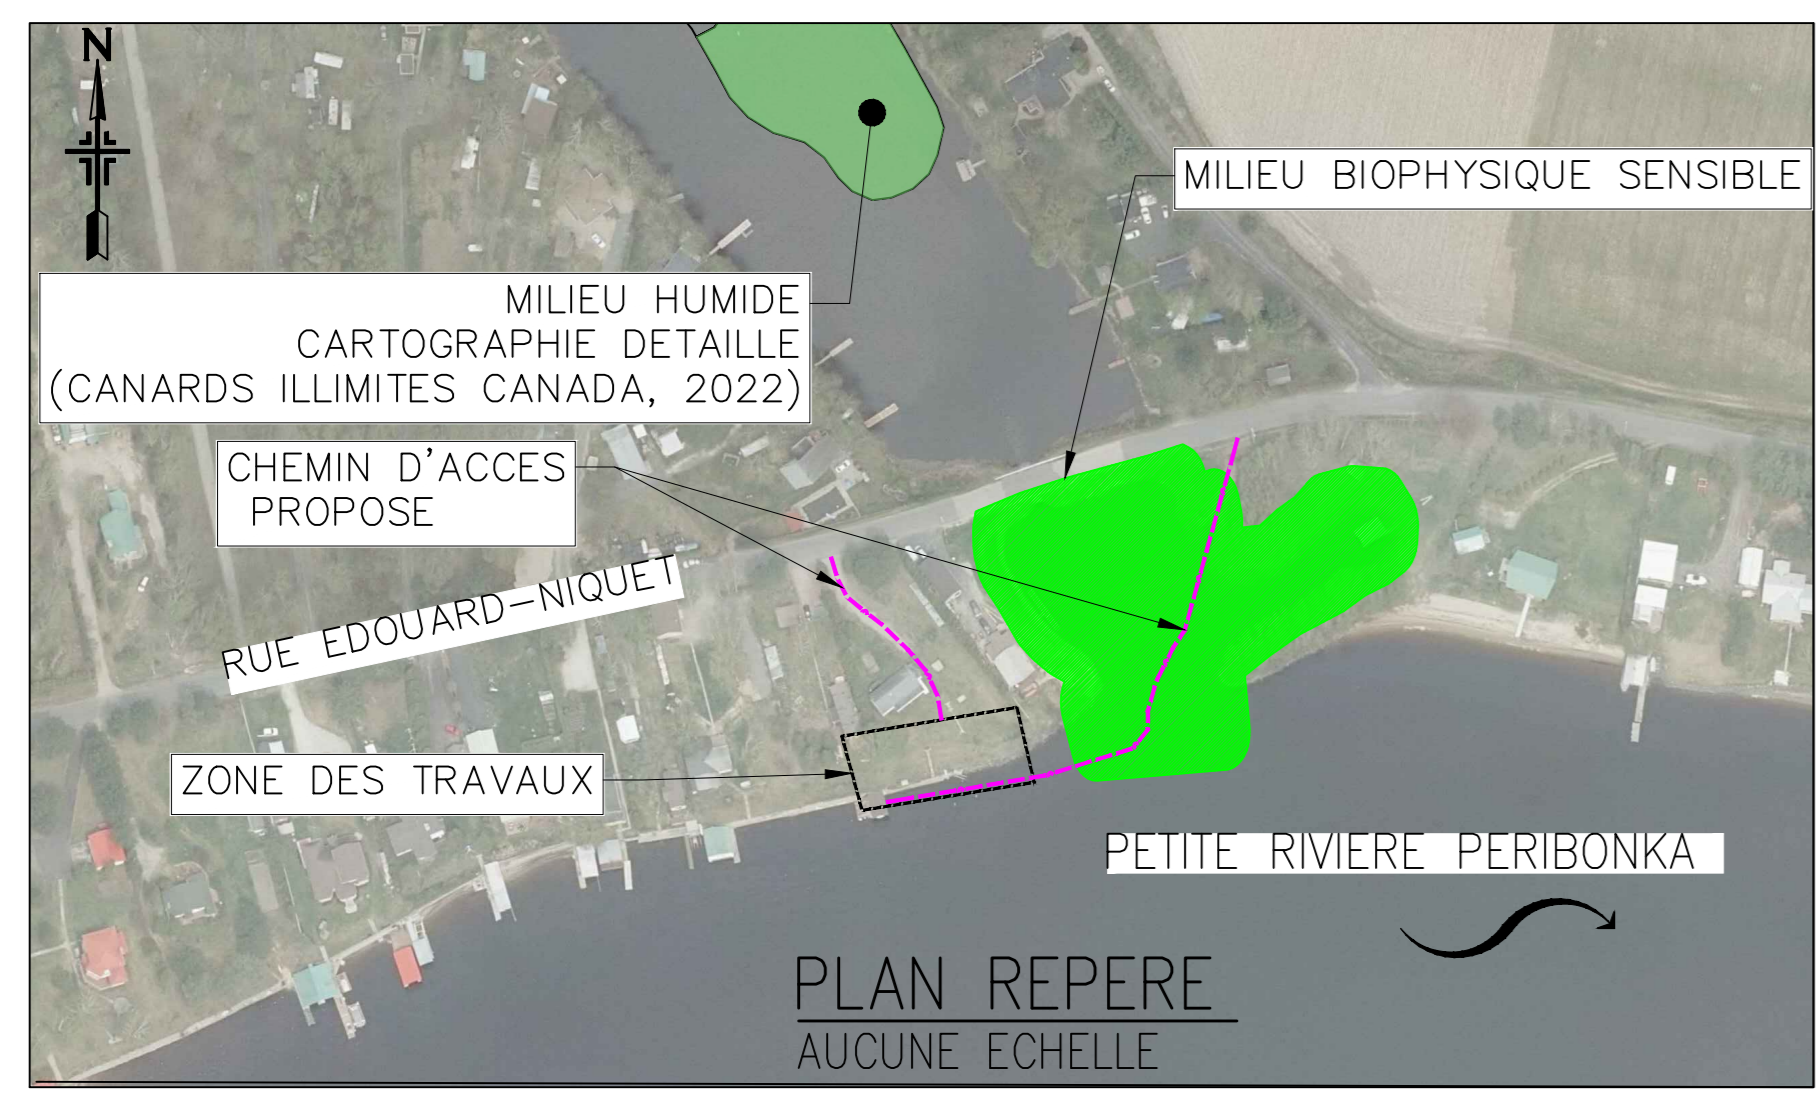 N
MILIEU BIOPHYSIQUE SENSIBLE
MILIEU HUMIDE
CARTOGRAPHIE DETAILLE
(CANARDS ILLIMITES CANADA, 2022)
CHEMIN D'ACCES
PROPOSE
RUE EDOUARD-NIQUET
ZONE DES TRAVAUX
PETITE RIVIERE PERIBONKA
PLAN REPERE
AUCUNE ECHELLE